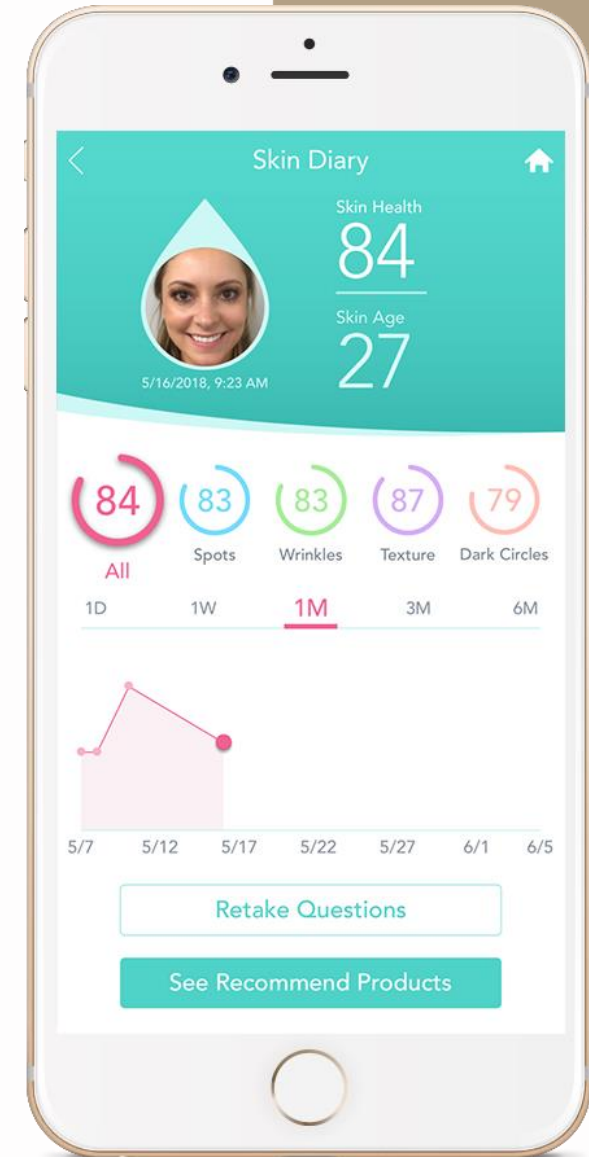 Skin Diary
Skin Health
84
Skin Age
27
5/16/2018, 9:23 AM
84 83 83 87 79
All Spots Wrinkles Texture Dark Circles
1D 1W 1M 3M 6M
5/7 5/12 5/17 5/22 5/27 6/1 6/5
Retake Questions
See Recommend Products